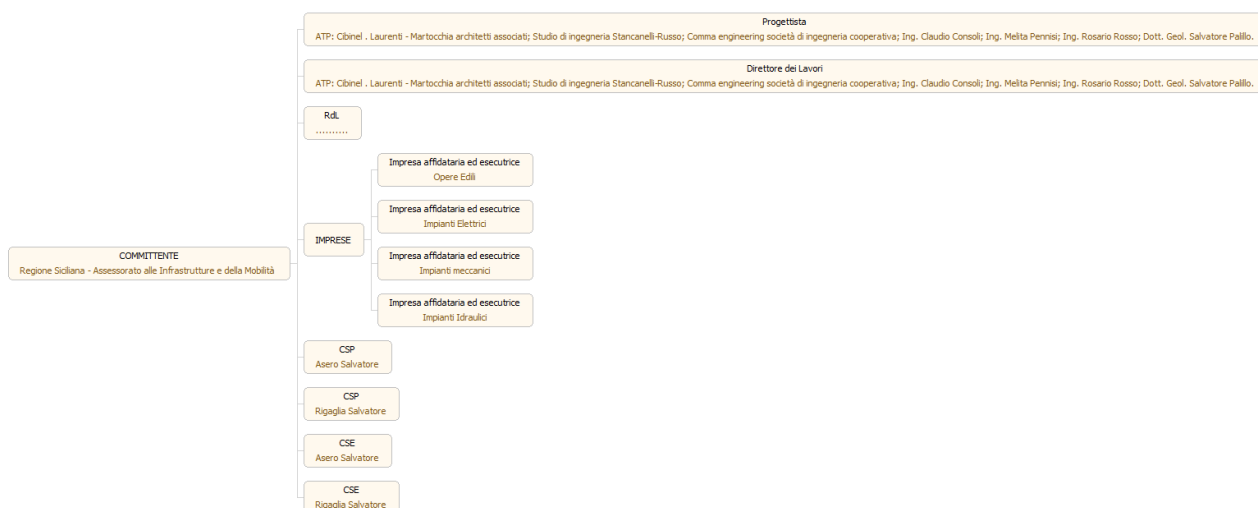 Progettista
ATP: Cibinel . Laurenti - Martocchia architetti associati; Studio di ingegneria Stancanelli-Russo; Comma engineering società di ingegneria cooperativa; Ing. Claudio Consoli; Ing. Melita Pennisi; Ing. Rosario Rosso; Dott. Geol. Salvatore Palillo.
Direttore dei Lavori
ATP: Cibinel . Laurenti - Martocchia architetti associati; Studio di ingegneria Stancanelli-Russo; Comma engineering società di ingegneria cooperativa; Ing. Claudio Consoli; Ing. Melita Pennisi; Ing. Rosario Rosso; Dott. Geol. Salvatore Palillo.
RdL
..........
Impresa affidataria ed esecutrice
Opere Edili
Impresa affidataria ed esecutrice
Impianti Elettrici
IMPRESE
COMMITTENTE
Regione Siciliana - Assessorato alle Infrastrutture e della Mobilità
Impresa affidataria ed esecutrice
Impianti meccanici
Impresa affidataria ed esecutrice
Impianti Idraulici
CSP
Asero Salvatore
CSP
Rigaglia Salvatore
CSE
Asero Salvatore
CSE
Rigaglia Salvatore